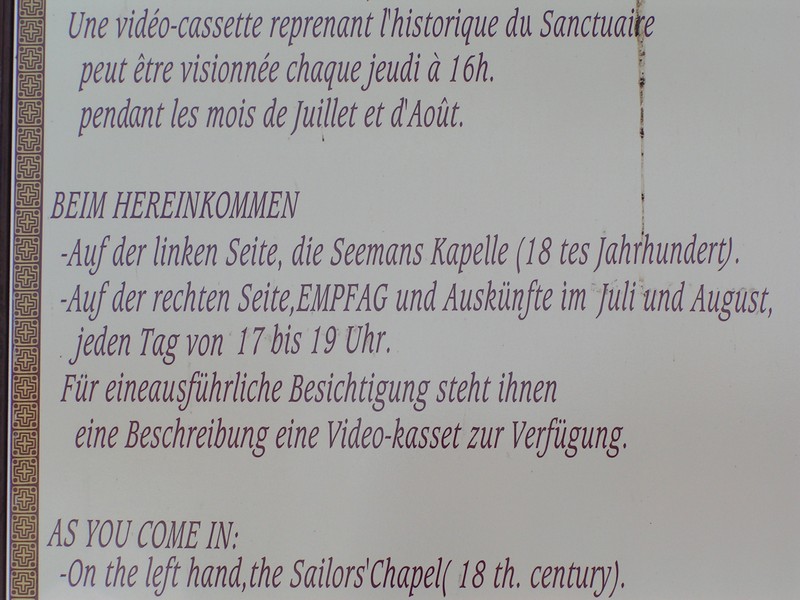 Une vidéo-cassette reprenant l'historique du Sanctuaire
peut être visionnée chaque jeudi à 16h.
pendant les mois de Juillet et d'Août.
BEIM HEREINKOMMEN
-Auf der linken Seite, die Seemans Kapelle (18 tes Jahrhundert).
-Auf der rechten Seite,EMPFAG und Auskünfte im Juli und August,
jeden Tag von 17 bis 19 Uhr.
Für eineausführliche Besichtigung steht ihnen
eine Beschreibung eine Video-kasset zur Verfügung.
AS YOU COME IN:
-On the left hand,the Sailors'Chapel( 18 th. century).